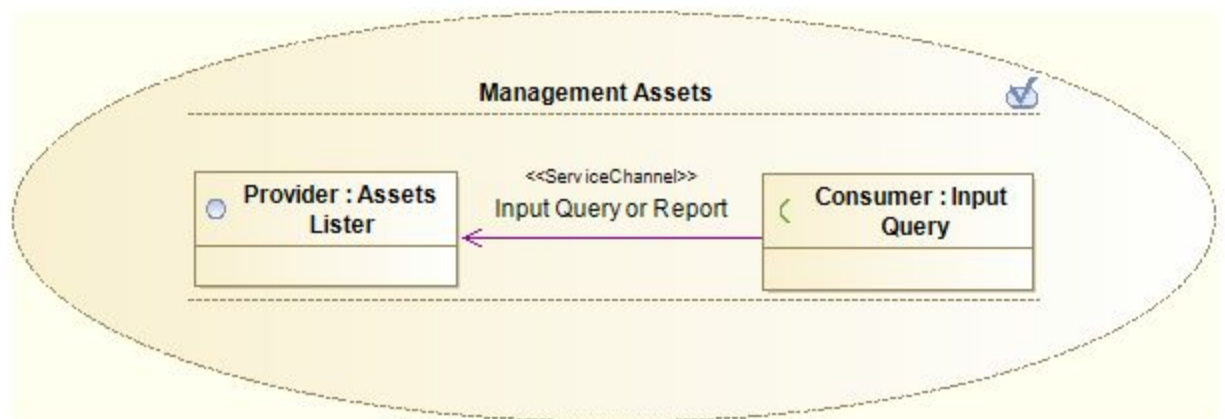 Management Assets
Provider : Assets
Lister
<<ServiceChannel>>
Input Query or Report
Consumer : Input
Query